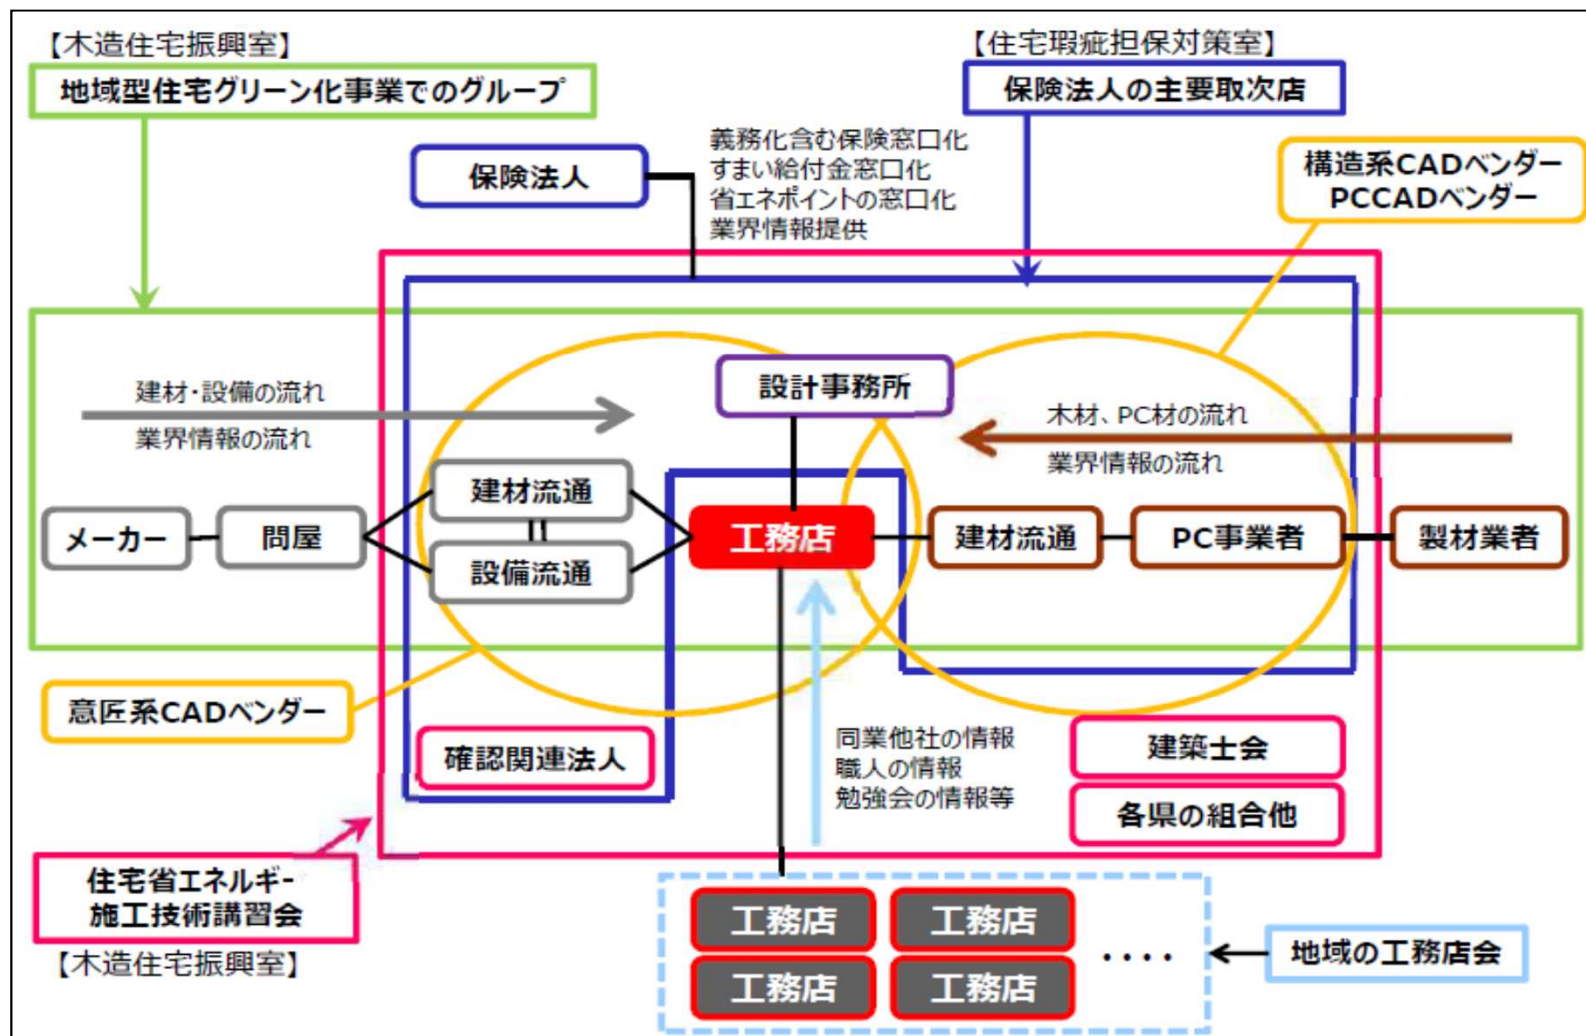 【木造住宅振興室】
地域型住宅グリーン化事業でのグループ
【住宅瑕疵担保対策室】
保険法人の主要取次店
保険法人
義務化含む保険窓口化
すまい給付金窓口化
省エネポイントの窓口化
業界情報提供
構造系CADベンダー
PCCADベンダー
設計事務所
建材・設備の流れ
業界情報の流れ
木材、PC材の流れ
業界情報の流れ
メーカー
問屋
建材流通
設備流通
工務店
建材流通
PC事業者
製材業者
意匠系CADベンダー
確認関連法人
同業他社の情報
職人の情報
勉強会の情報等
建築士会
各県の組合他
住宅省エネルギー
施工技術講習会
【木造住宅振興室】
工務店
工務店
工務店
工務店
・・・・
地域の工務店会